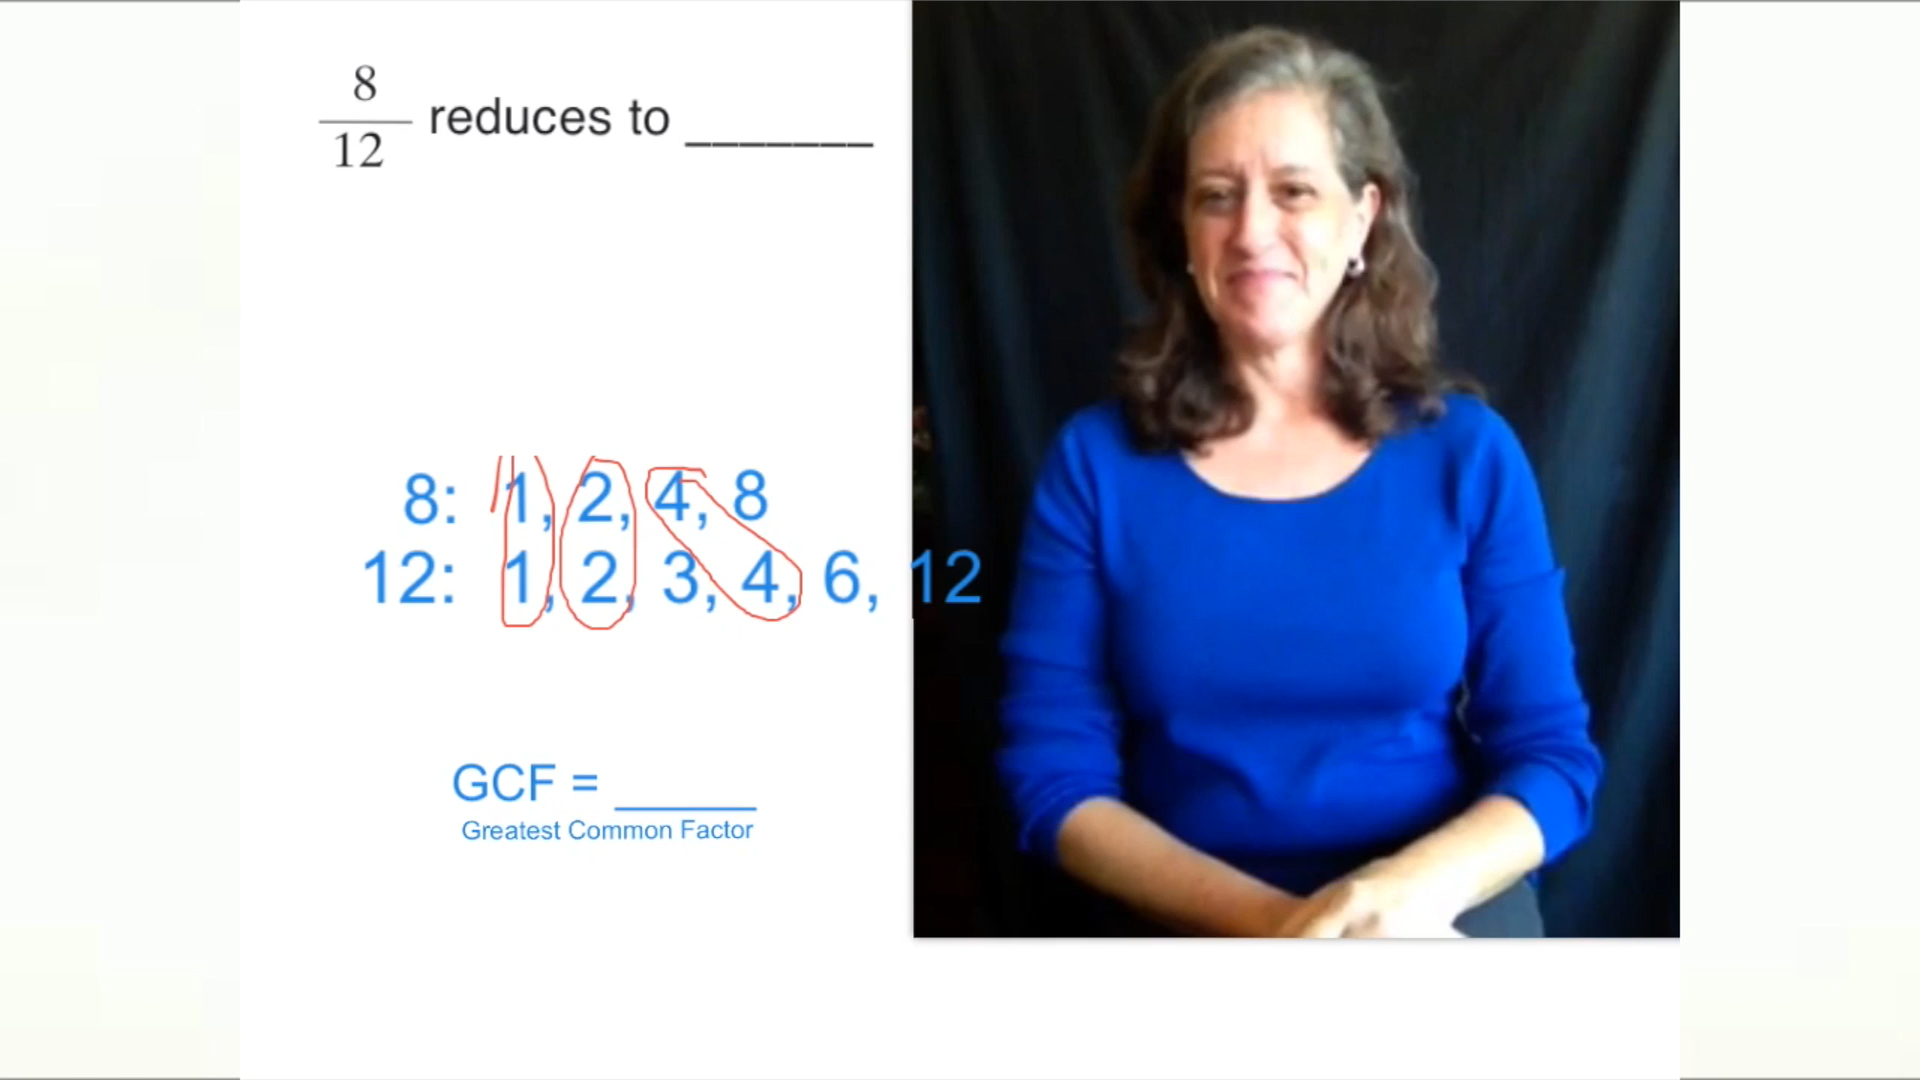 8
12
reduces to _______
8: 1, 2, 4, 8
12: 1, 2, 3, 4, 6, 12
GCF = ______
Greatest Common Factor